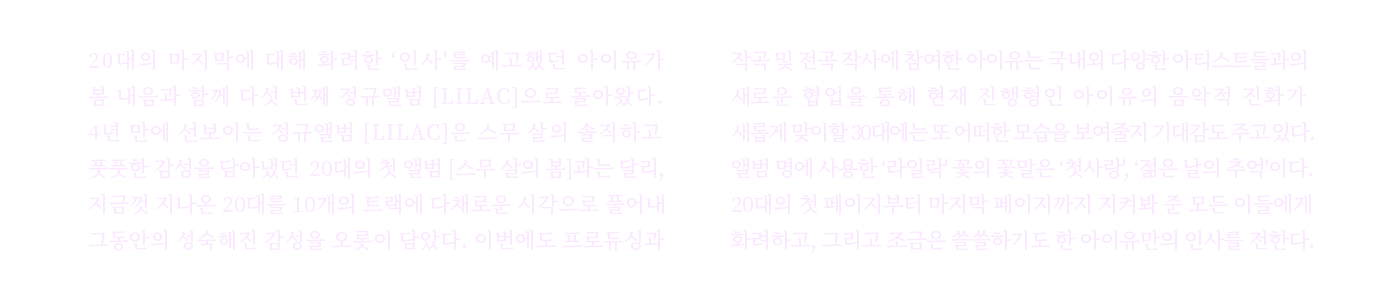 20대의 마지막에 대해 화려한 ‘인사’를 예고했던 아이유가
봄 내음과 함께 다섯 번째 정규앨범 [LILAC]으로 돌아왔다.
4년 만에 선보이는 정규앨범 [LILAC]은 스무 살의 솔직하고
풋풋한 감성을 담아냈던 20대의 첫 앨범 [스무 살의 봄]과는 달리,
지금껏 지나온 20대를 10개의 트랙에 다채로운 시각으로 풀어내
그동안의 성숙해진 감성을 오롯이 담았다. 이번에도 프로듀싱과
작곡 및 전곡 작사에 참여한 아이유는 국내외 다양한 아티스트들과의
새로운 협업을 통해 현재 진행형인 아이유의 음악적 진화가
새롭게 맞이할 30대에는 또 어떠한 모습을 보여줄지 기대감도 주고 있다.
앨범 명에 사용한 ‘라일락’ 꽃의 꽃말은 ‘첫사랑’, ‘젊은 날의 추억’이다.
20대의 첫 페이지부터 마지막 페이지까지 지켜봐 준 모든 이들에게
화려하고, 그리고 조금은 쓸쓸하기도 한 아이유만의 인사를 전한다.